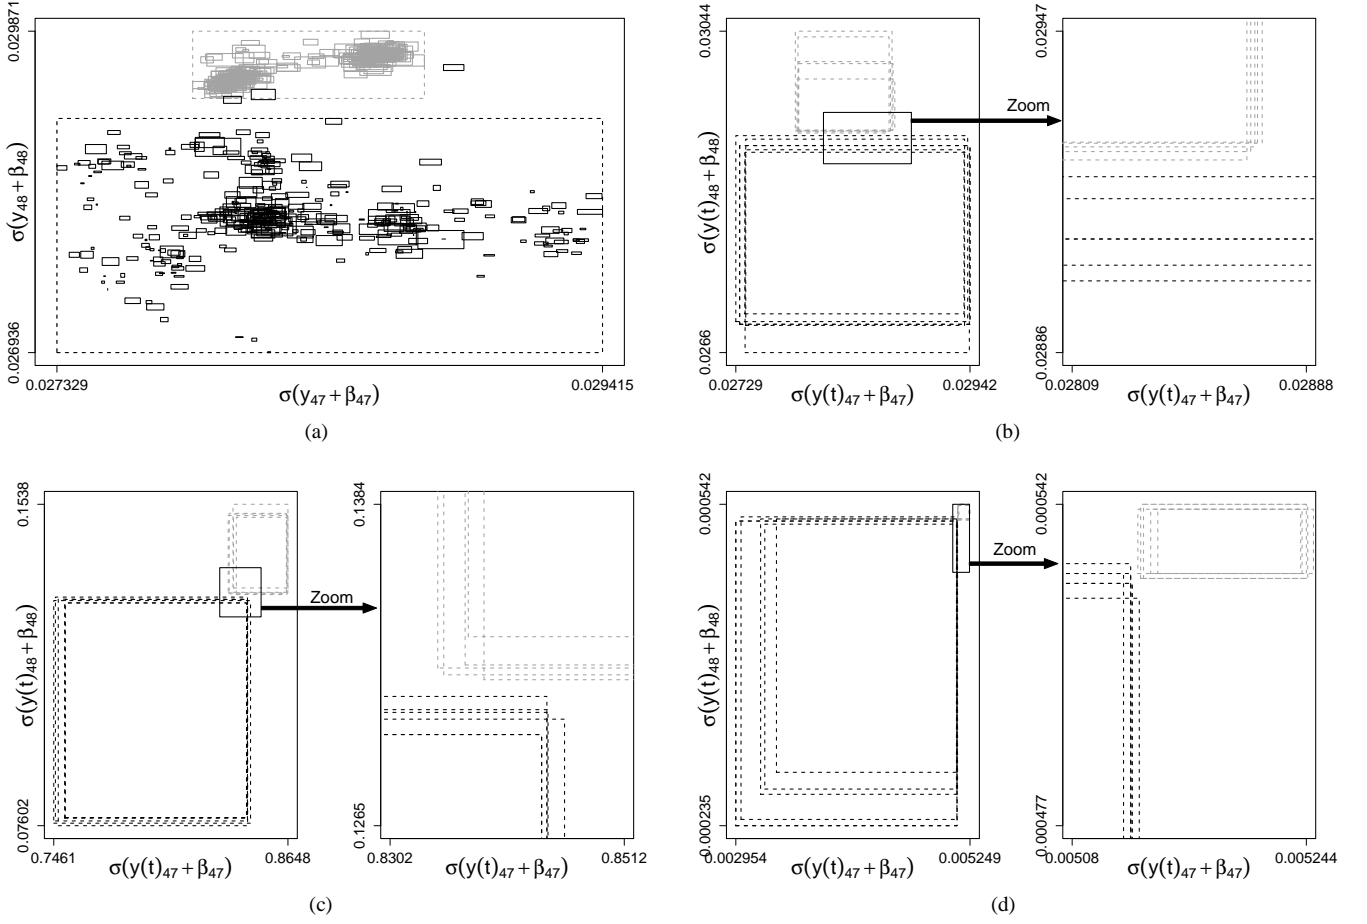 0.029871
σ(y48 + β48)
0.026936
0.027329
0.029415
σ(y47 + β47)
(a)
0.03044
σ(y(t)48 + β48)
0.0266
0.02729
0.02942
σ(y(t)47 + β47)
Zoom
0.02947
0.02886
0.02809
0.02888
σ(y(t)47 + β47)
(b)
0.1538
σ(y(t)48 + β48)
0.07602
0.7461
0.8648
σ(y(t)47 + β47)
Zoom
0.1384
0.1265
0.8302
0.8512
σ(y(t)47 + β47)
(c)
0.000542
σ(y(t)48 + β48)
0.000235
0.002954
0.005249
σ(y(t)47 + β47)
Zoom
0.000542
0.000477
0.00508
0.005244
σ(y(t)47 + β47)
(d)